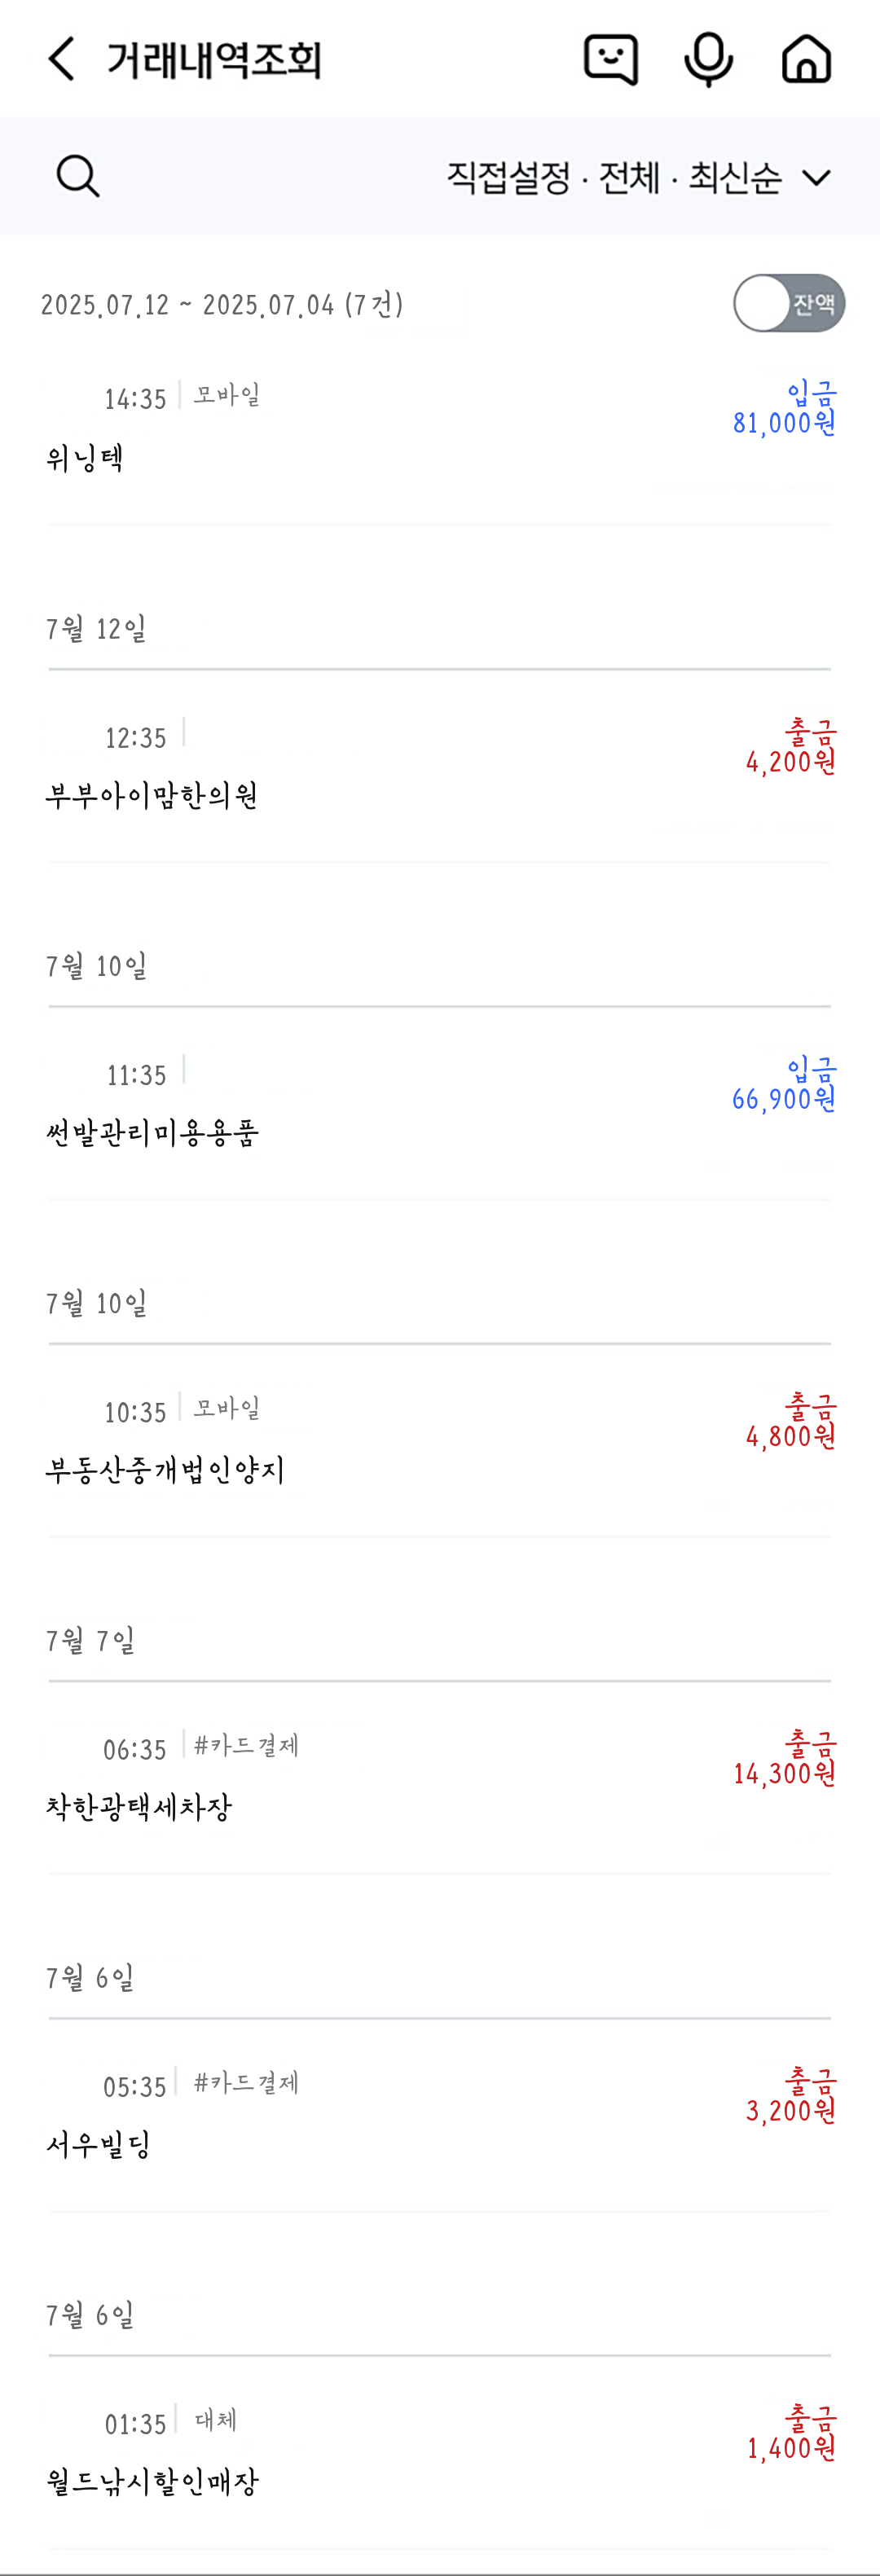 거래내역조회
직접설정 · 전체 · 최신순
2025.07.12 ~ 2025.07.04 (7건)
잔액
14:35 모바일
입금
81,000원
위닝텍
7월 12일
12:35
출금
4,200원
부부아이맘한의원
7월 10일
11:35
입금
66,900원
썬발관리미용용품
7월 10일
10:35 모바일
출금
4,800원
부동산중개법인양지
7월 7일
06:35 #카드결제
출금
14,300원
착한광택세차장
7월 6일
05:35 #카드결제
출금
3,200원
서우빌딩
7월 6일
01:35 대체
출금
1,400원
월드낚시할인매장